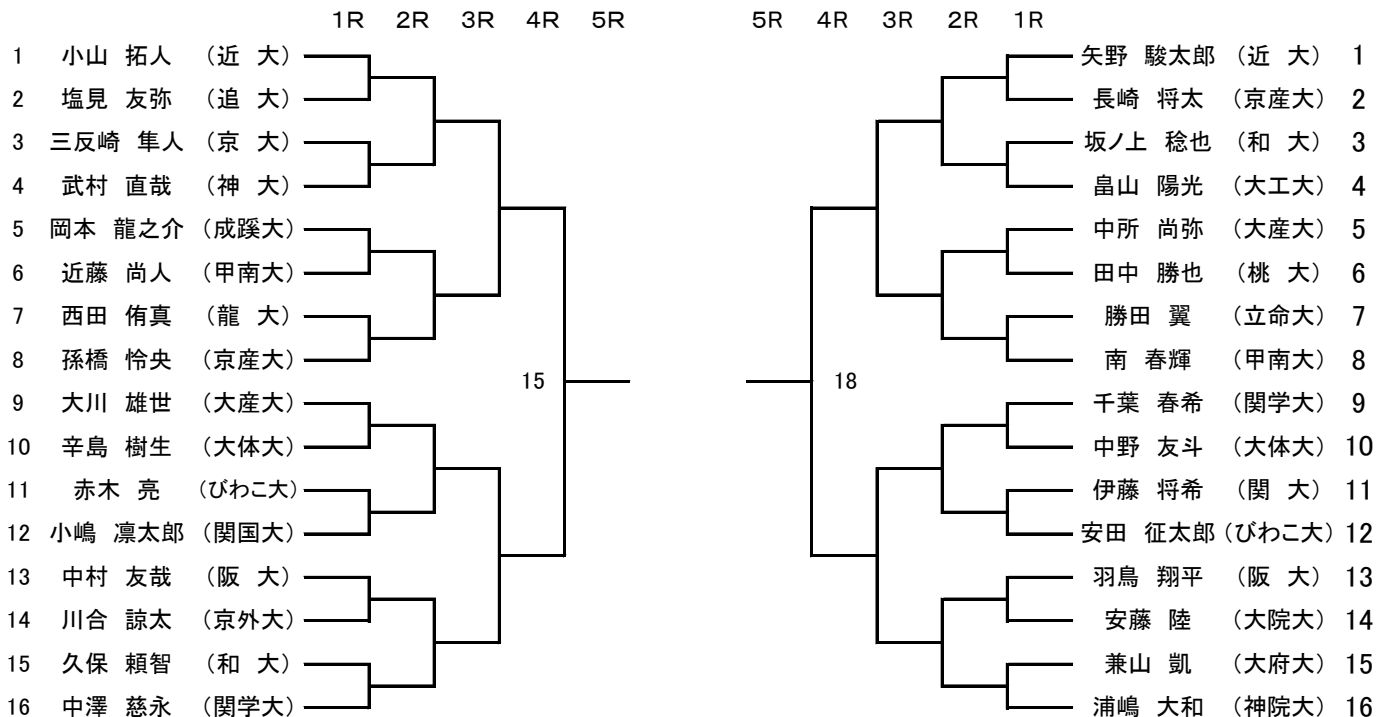 1R 2R 3R 4R 5R 5R 4R 3R 2R 1R
1 小山 拓人 （近 大） 矢野 駿太郎 （近 大） 1
2 塩見 友弥 （追 大） 長崎 将太 （京産大） 2
3 三反崎 隼人 （京 大） 坂ノ上 稔也 （和 大） 3
4 武村 直哉 （神 大） 畠山 陽光 （大工大） 4
5 岡本 龍之介 （成蹊大） 中所 尚弥 （大産大） 5
6 近藤 尚人 （甲南大） 田中 勝也 （桃 大） 6
7 西田 侑真 （龍 大） 勝田 翼 （立命大） 7
8 孫橋 怜央 （京産大） 南 春輝 （甲南大） 8
15 18
9 大川 雄世 （大産大） 千葉 春希 （関学大） 9
10 辛島 樹生 （大体大） 中野 友斗 （大体大） 10
11 赤木 亮 （びわこ大） 伊藤 将希 （関 大） 11
12 小嶋 凛太郎 （関国大） 安田 征太郎 （びわこ大） 12
13 中村 友哉 （阪 大） 羽鳥 翔平 （阪 大） 13
14 川合 諒太 （京外大） 安藤 陸 （大院大） 14
15 久保 頼智 （和 大） 兼山 凱 （大府大） 15
16 中澤 慈永 （関学大） 浦嶋 大和 （神院大） 16